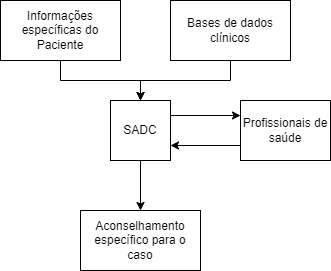 Informações
específicas do
Paciente
Bases de dados
clínicos
SADC
Profissionais de
saúde
Aconselhamento
específico para o
caso